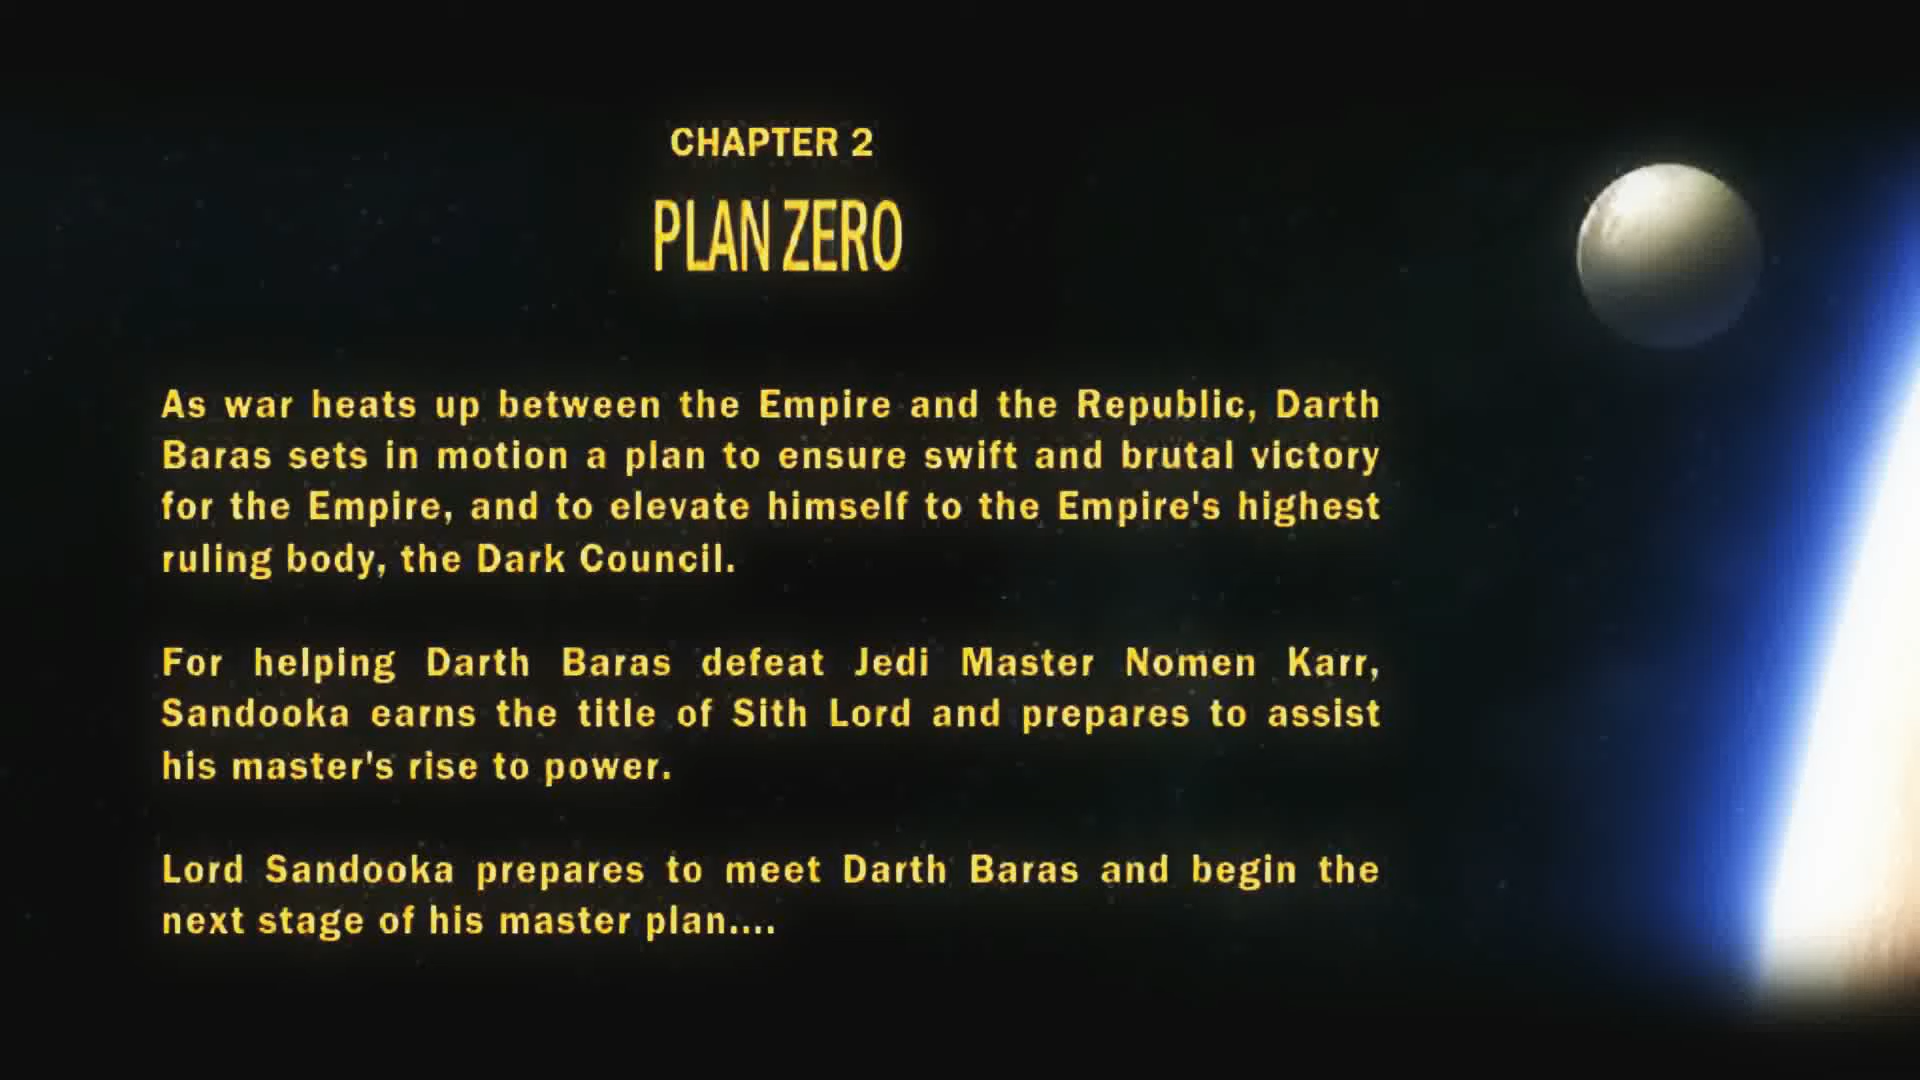 CHAPTER 2
PLAN ZERO
As war heats up between the Empire and the Republic, Darth
Baras sets in motion a plan to ensure swift and brutal victory
for the Empire, and to elevate himself to the Empire's highest
ruling body, the Dark Council.
For helping Darth Baras defeat Jedi Master Nomen Karr,
Sandooka earns the title of Sith Lord and prepares to assist
his master's rise to power.
Lord Sandooka prepares to meet Darth Baras and begin the
next stage of his master plan....